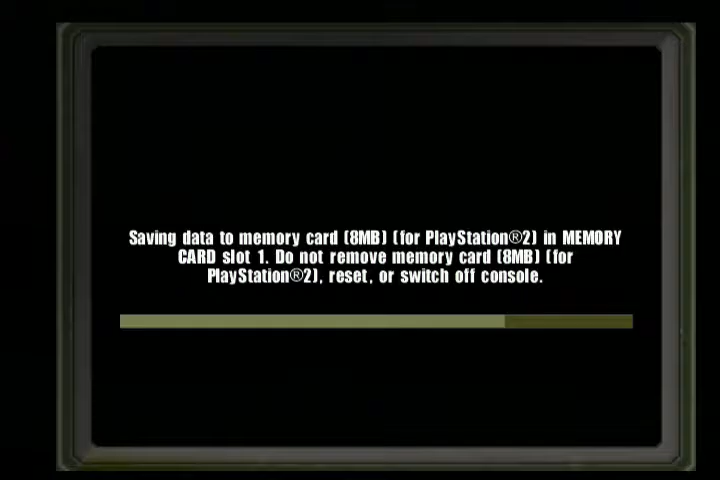 Saving data to memory card (8MB) (for PlayStation®2) in MEMORY
CARD slot 1. Do not remove memory card (8MB) (for
PlayStation®2), reset, or switch off console.